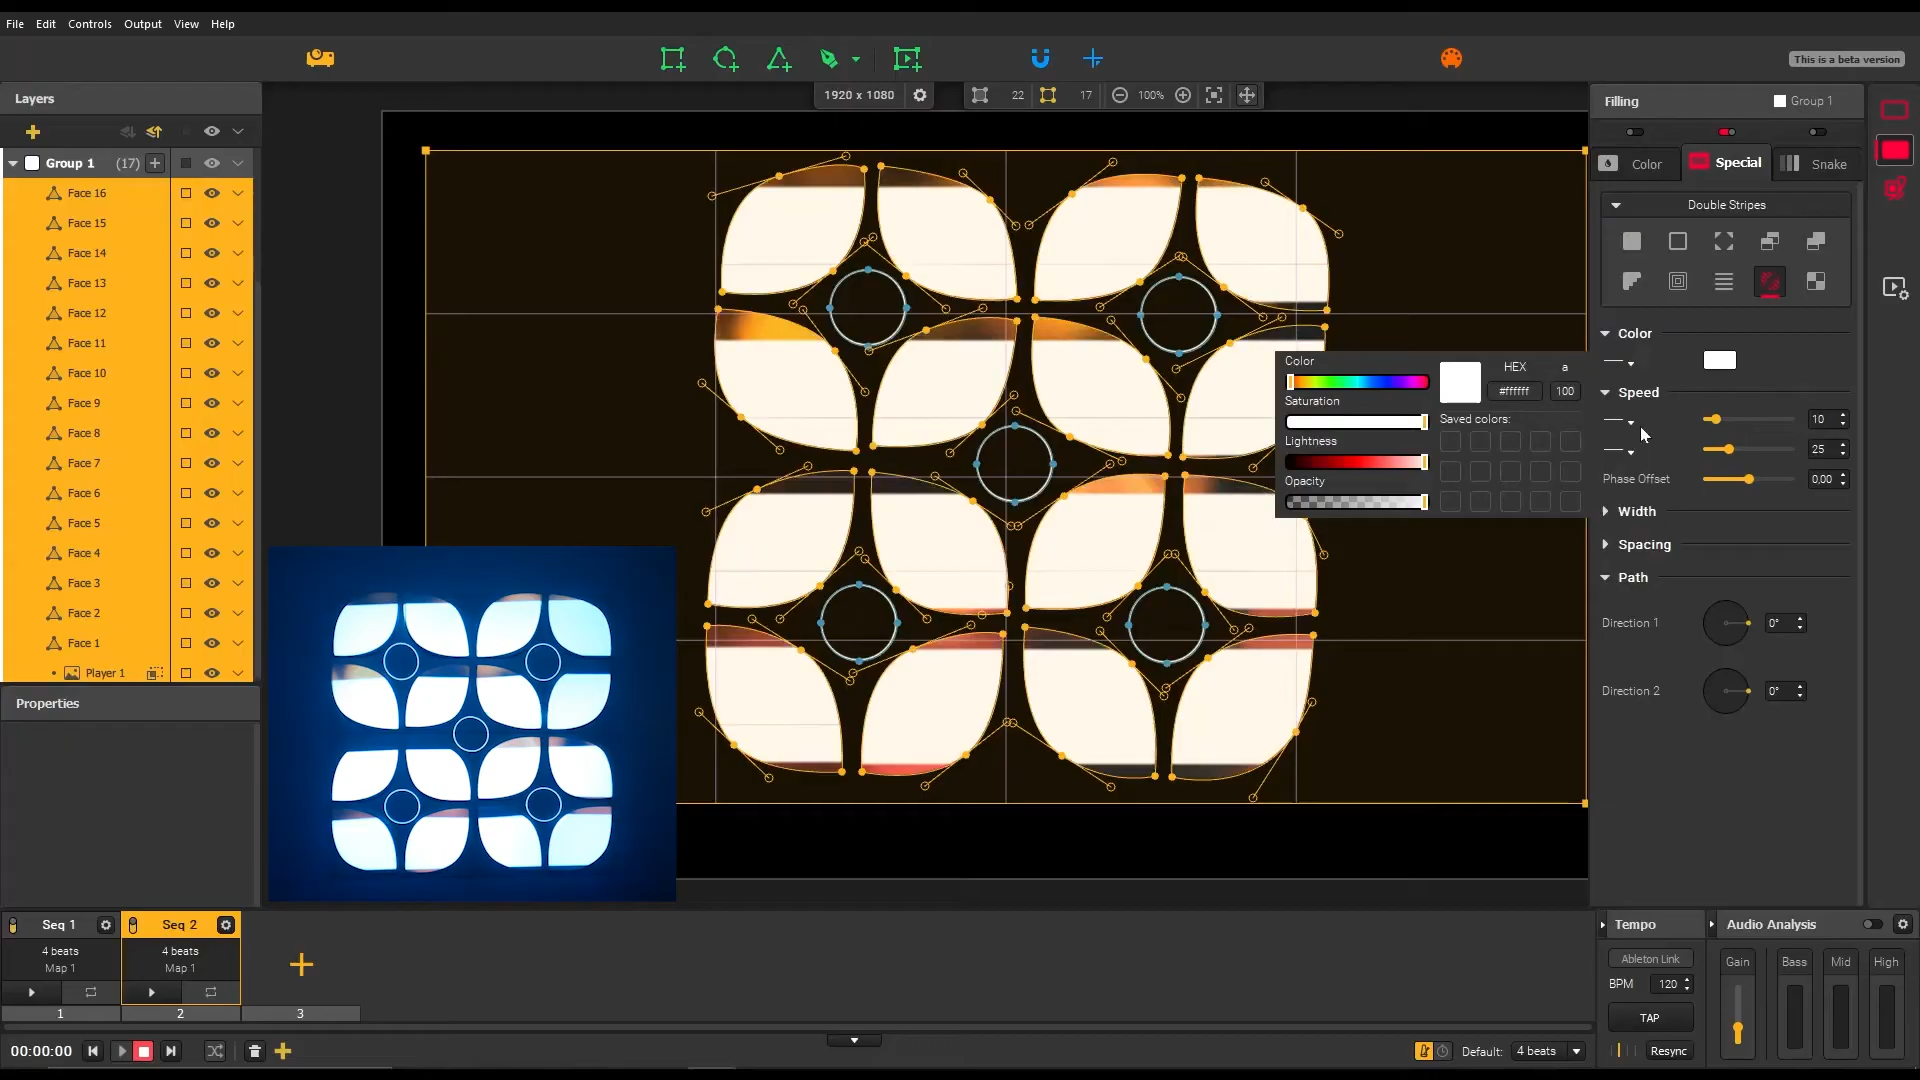 File Edit Controls Output View Help
This is a beta version
1920 x 1080 22 17 100%
Layers
Group 1 (17)
Face 16
Face 15
Face 14
Face 13
Face 12
Face 11
Face 10
Face 9
Face 8
Face 7
Face 6
Face 5
Face 4
Face 3
Face 2
Face 1
Player 1
Properties
Filling Group 1
Color Special Snake
Double Stripes
Color
Speed
10
25
Phase Offset 0,00
Width
Spacing
Path
Direction 1 0°
Direction 2 0°
Color
HEX a
#ffffff 100
Saturation
Saved colors:
Lightness
Opacity
Seq 1 Seq 2
4 beats 4 beats
Map 1 Map 1
1 2 3
00:00:00
Default: 4 beats
Tempo
Ableton Link
BPM 120
TAP
Resync
Audio Analysis
Gain Bass Mid High